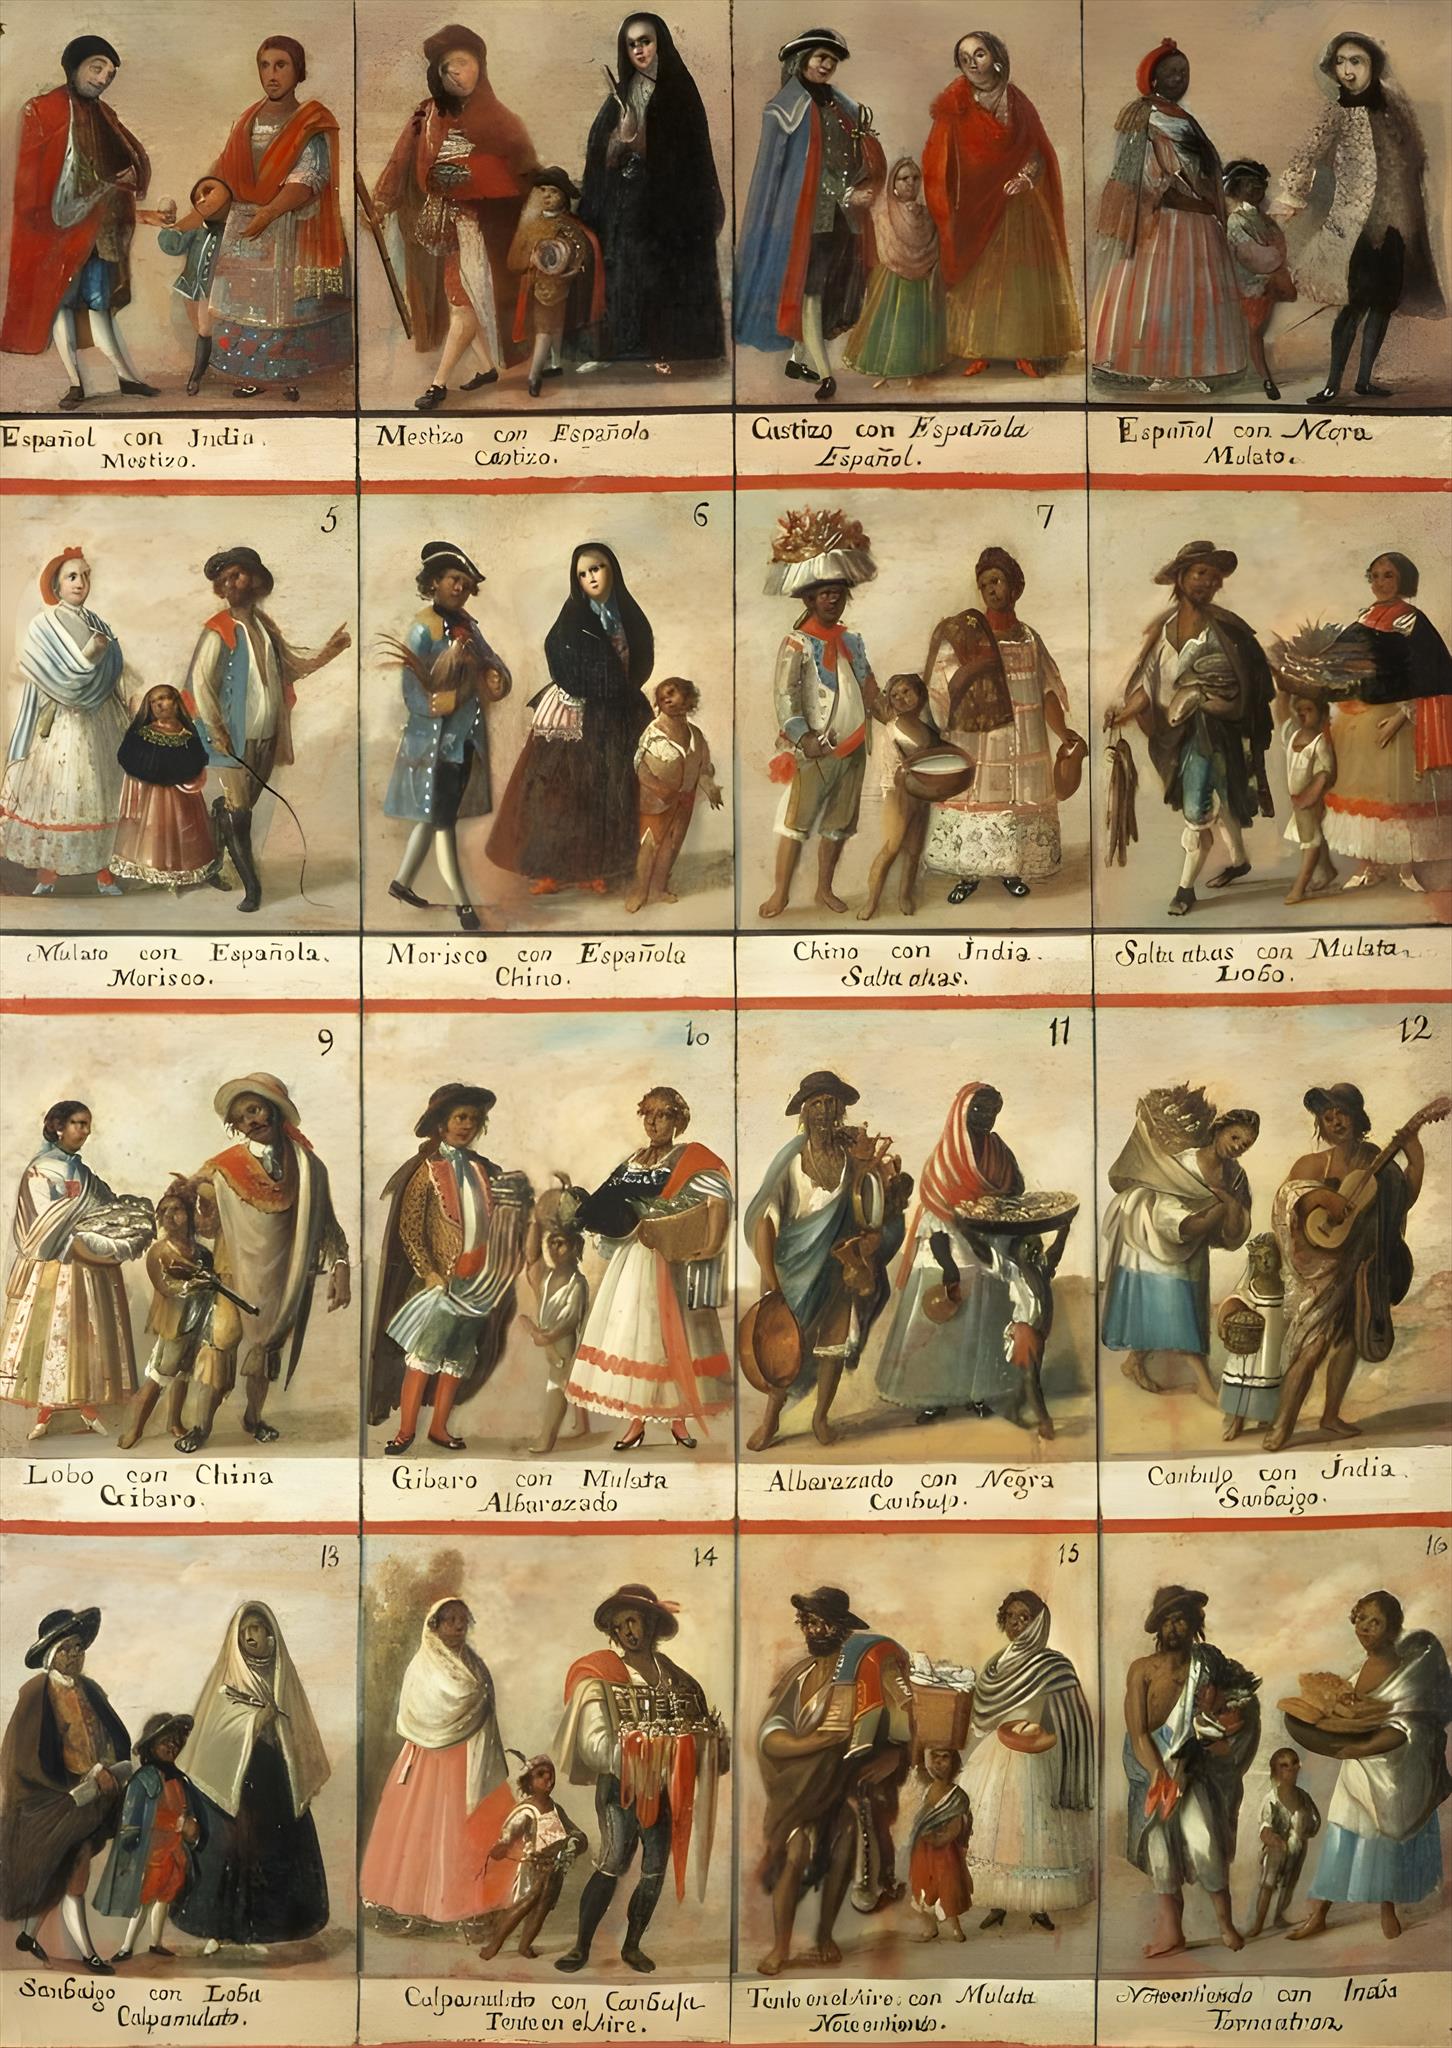 Español con India.
Mestizo.
Mestizo con Española
Castizo.
Castizo con Española
Español.
Español con Mora
Mulato.
5
6
7
Mulato con Española.
Morisco.
Morisco con Española
Chino.
Chino con India.
Salta atras.
Salta atras con Mulata
Lobo.
9
10
11
12
Lobo con China
Gibaro.
Gibaro con Mulata
Albarazado
Albarazado con Negra
Canbujo.
Canbujo con India.
Sanbaigo.
13
14
15
16
Sanbaigo con Loba
Calpamulato.
Calpamulato con Canbuja
Tente en el Aire.
Tente en el Aire con Mulata
Noteentiendo.
Noteentiendo con India
Tornaatras